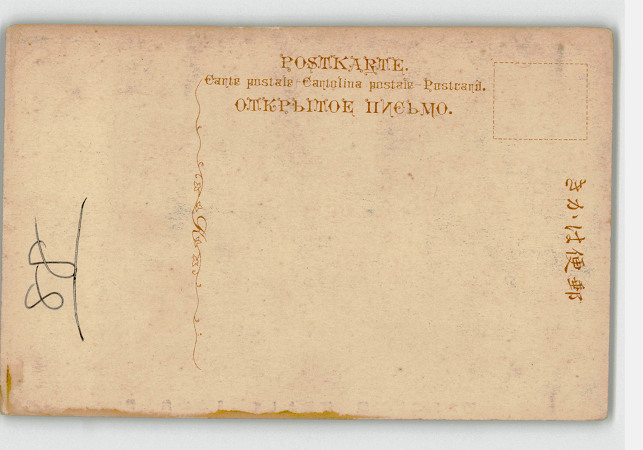 POSTKARTE.
Carte postale–Cartolina postale–Postcard.
ОТКРЫТОЕ ПИСЬМО.
きかは便郵